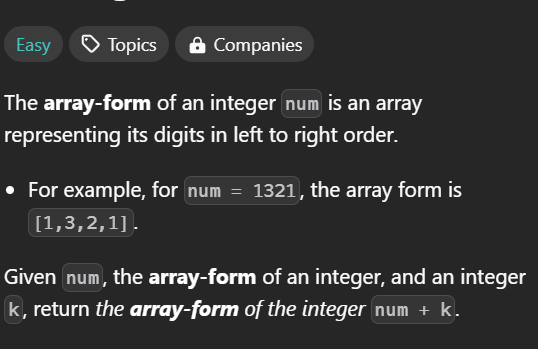 Easy Topics Companies
The array-form of an integer num is an array
representing its digits in left to right order.
• For example, for num = 1321, the array form is
[1,3,2,1].
Given num, the array-form of an integer, and an integer
k, return the array-form of the integer num + k.